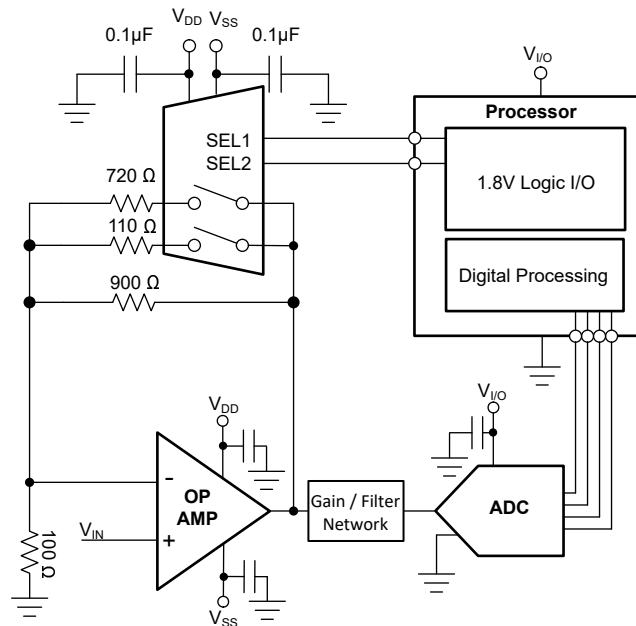 V_DD V_SS
0.1µF 0.1µF
V_I/O
Processor
SEL1
SEL2
1.8V Logic I/O
720 Ω
110 Ω
900 Ω
Digital Processing
V_DD
V_I/O
-
OP
AMP
+
V_IN
Gain / Filter
Network
ADC
100 Ω
V_SS